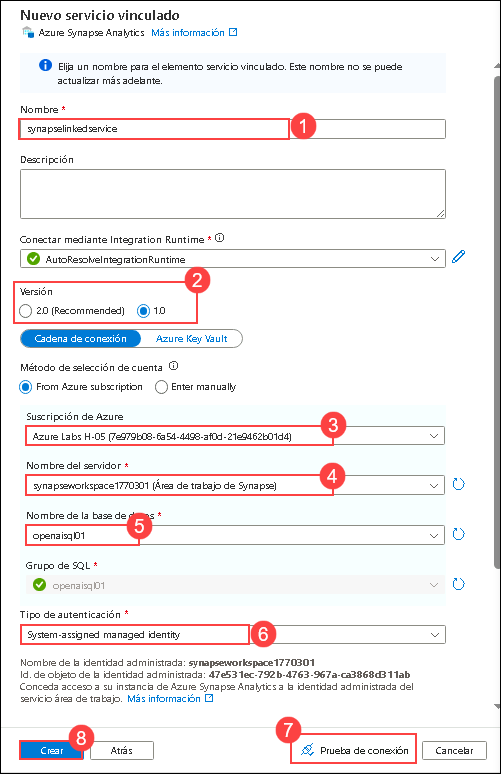 Nuevo servicio vinculado
Azure Synapse Analytics Más información
Elija un nombre para el elemento servicio vinculado. Este nombre no se puede
actualizar más adelante.
Nombre *
synapselinkedservice
1
Descripción
Conectar mediante Integration Runtime *
AutoResolveIntegrationRuntime
Versión
2
2.0 (Recommended) 1.0
Cadena de conexión Azure Key Vault
Método de selección de cuenta
From Azure subscription Enter manually
Suscripción de Azure
3
Azure Labs H-05 (7e979b08-6a54-4498-af0d-21e9462b01d4)
Nombre del servidor *
4
synapseworkspace1770301 (Área de trabajo de Synapse)
Nombre de la base de datos *
5
openaisql01
Grupo de SQL *
openaisql01
Tipo de autenticación *
System-assigned managed identity
6
Nombre de la identidad administrada: synapseworkspace1770301
Id. de objeto de la identidad administrada: 47e531ec-792b-4763-967a-ca3868d311ab
Conceda acceso a su instancia de Azure Synapse Analytics a la identidad administrada del
servicio área de trabajo. Más información
7
8
Crear Atrás Prueba de conexión Cancelar